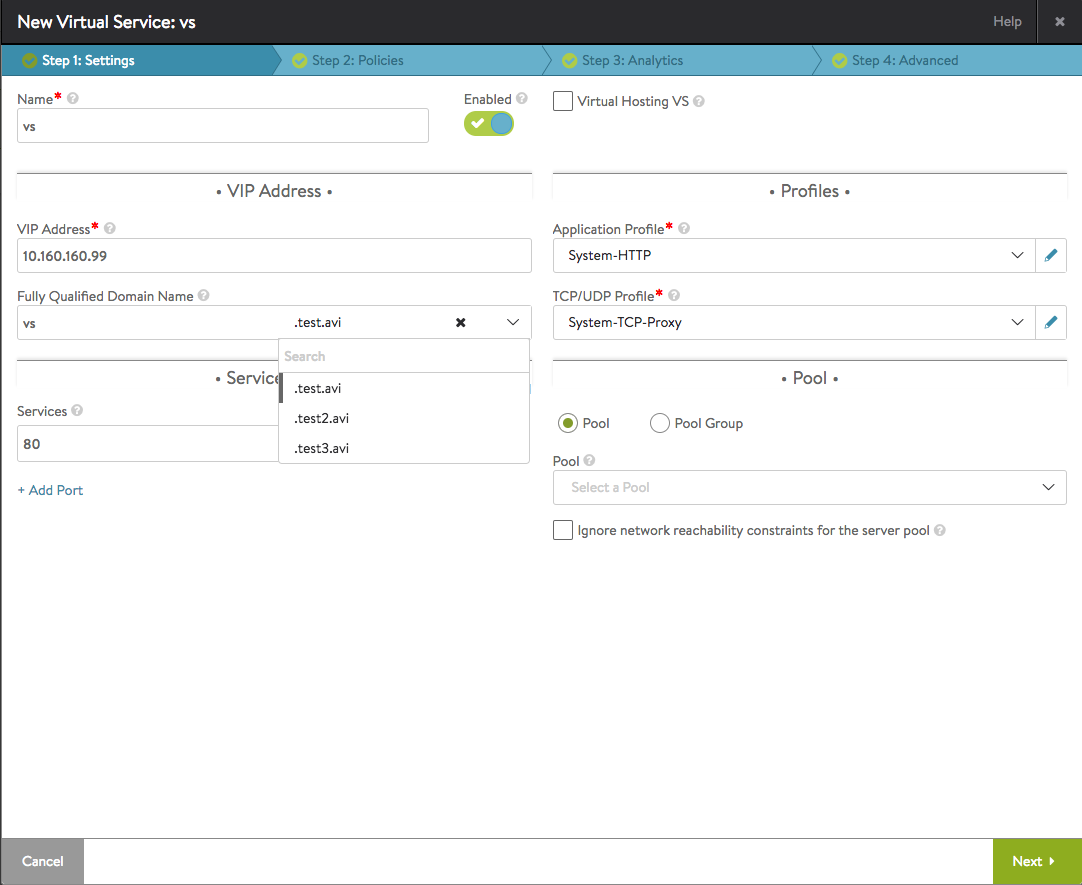 New Virtual Service: vs
Help
Step 1: Settings
Step 2: Policies
Step 3: Analytics
Step 4: Advanced
Name*
Enabled
Virtual Hosting VS
vs
• VIP Address •
• Profiles •
VIP Address*
Application Profile*
10.160.160.99
System-HTTP
Fully Qualified Domain Name
TCP/UDP Profile*
vs
.test.avi
System-TCP-Proxy
Search
• Service
• Pool •
.test.avi
.test2.avi
.test3.avi
Services
80
Pool
Pool Group
Pool
Select a Pool
+ Add Port
Ignore network reachability constraints for the server pool
Cancel
Next